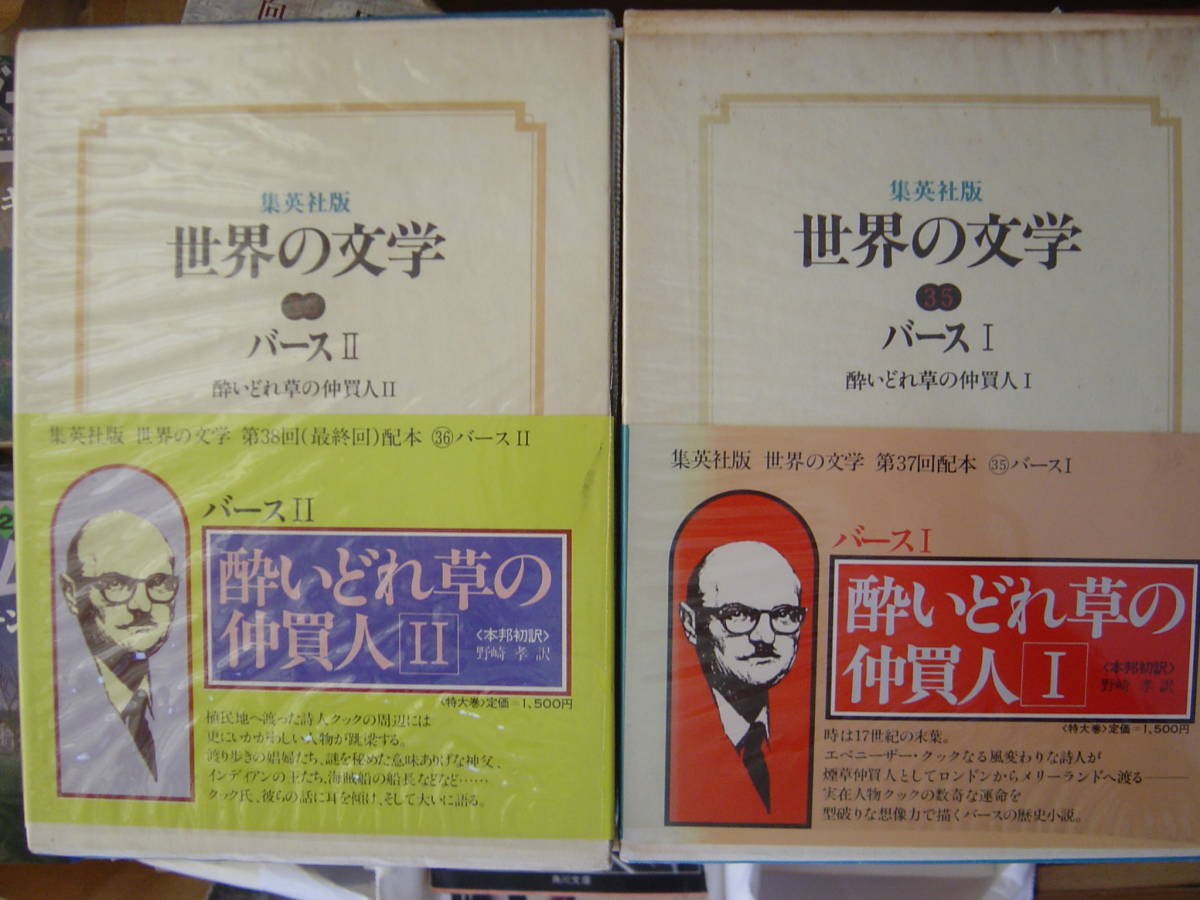 集英社版
世界の文学
バースⅡ
酔いどれ草の仲買人Ⅱ
集英社版 世界の文学 第38回(最終回)配本 ㊱バースⅡ
バースⅡ
酔いどれ草の
仲買人Ⅱ
〈本邦初訳〉
野崎 孝 訳
〈特大巻〉定価=1,500円
植民地へ渡った詩人クックの周辺には
更にいかがわしい人物が跳梁する。
渡り歩きの娼婦たち、謎を秘めた意味ありげな神父、
インディアンの王たち、海賊船の船長などなど……
クック氏、彼らの話に耳を傾け、そして大いに語る。
集英社版
世界の文学
35
バースⅠ
酔いどれ草の仲買人Ⅰ
集英社版 世界の文学 第37回配本 ㉟バースⅠ
バースⅠ
酔いどれ草の
仲買人Ⅰ
〈本邦初訳〉
野崎 孝 訳
〈特大巻〉定価=1,500円
時は17世紀の末葉。
エベニーザー・クックなる風変わりな詩人が
煙草仲買人としてロンドンからメリーランドへ渡る——
実在人物クックの数奇な運命を
型破りな想像力で描くバースの歴史小説。
角川文庫